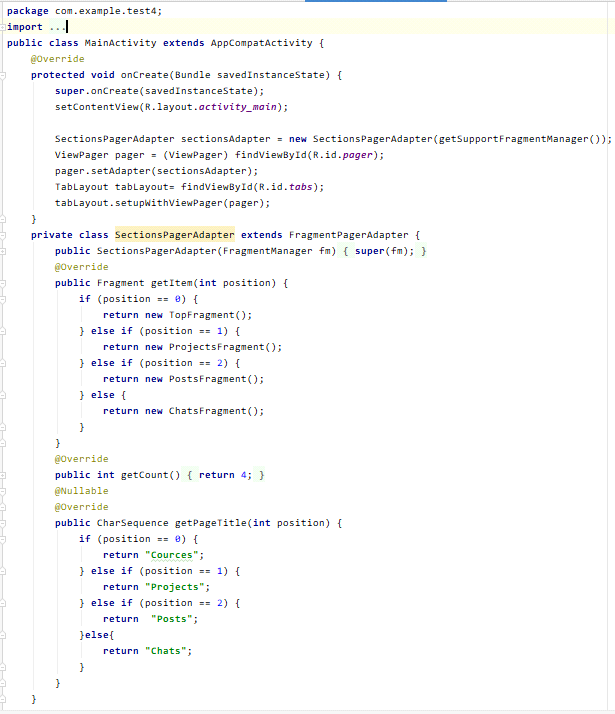 package com.example.test4;
import ...
public class MainActivity extends AppCompatActivity {
    @Override
    protected void onCreate(Bundle savedInstanceState) {
        super.onCreate(savedInstanceState);
        setContentView(R.layout.activity_main);

        SectionsPagerAdapter sectionsAdapter = new SectionsPagerAdapter(getSupportFragmentManager());
        ViewPager pager = (ViewPager) findViewById(R.id.pager);
        pager.setAdapter(sectionsAdapter);
        TabLayout tabLayout= findViewById(R.id.tabs);
        tabLayout.setupWithViewPager(pager);
    }
    private class SectionsPagerAdapter extends FragmentPagerAdapter {
        public SectionsPagerAdapter(FragmentManager fm) { super(fm); }
        @Override
        public Fragment getItem(int position) {
            if (position == 0) {
                return new TopFragment();
            } else if (position == 1) {
                return new ProjectsFragment();
            } else if (position == 2) {
                return new PostsFragment();
            } else {
                return new ChatsFragment();
            }
        }
        @Override
        public int getCount() { return 4; }
        @Nullable
        @Override
        public CharSequence getPageTitle(int position) {
            if (position == 0) {
                return "Cources";
            } else if (position == 1) {
                return "Projects";
            } else if (position == 2) {
                return  "Posts";
            }else{
                return "Chats";
            }
        }
    }